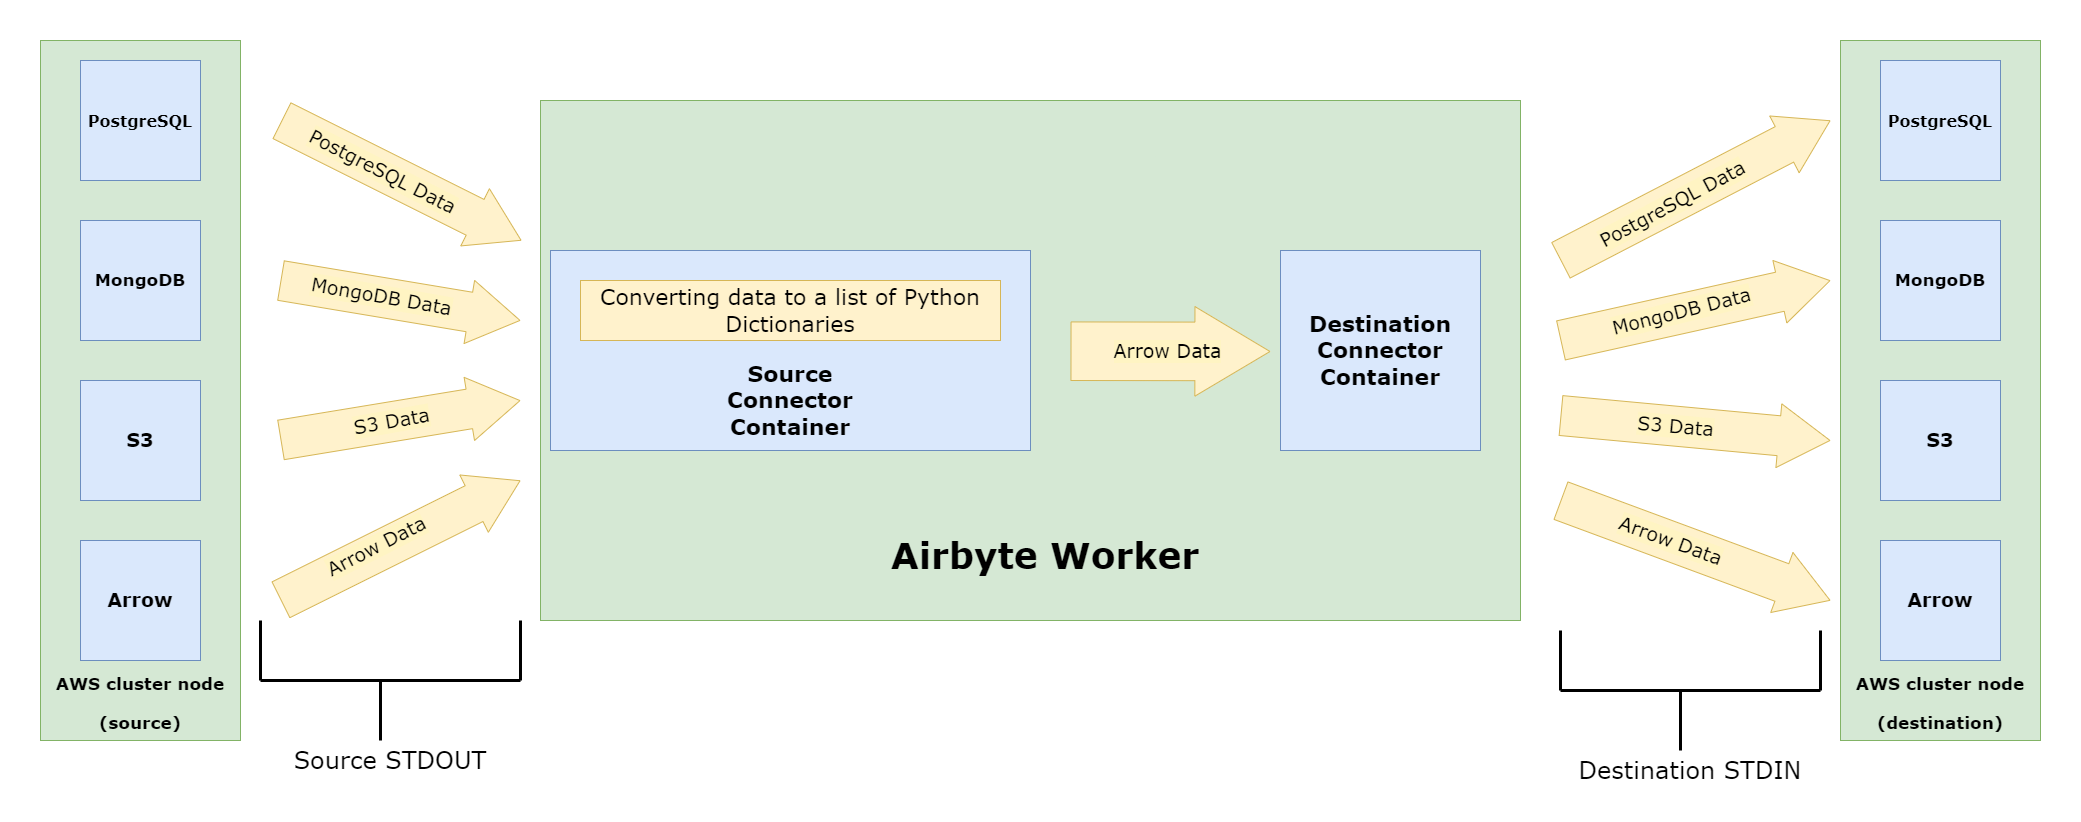 PostgreSQL
MongoDB
S3
Arrow
AWS cluster node
(source)
PostgreSQL Data
MongoDB Data
S3 Data
Arrow Data
Source STDOUT
Converting data to a list of Python
Dictionaries
Source
Connector
Container
Arrow Data
Destination
Connector
Container
Airbyte Worker
PostgreSQL Data
MongoDB Data
S3 Data
Arrow Data
Destination STDIN
PostgreSQL
MongoDB
S3
Arrow
AWS cluster node
(destination)